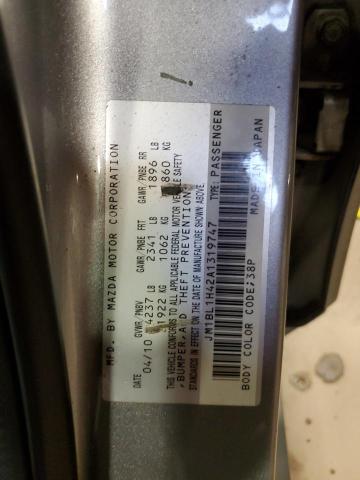 MFD. BY MAZDA MOTOR CORPORATION
DATE GVWR/PNBV GAWR/PNBE FRT GAWR/PNBE RR
04/10 4237 LB 2341 LB 1896 LB
1922 KG 1062 KG 860 KG
THIS VEHICLE CONFORMS TO ALL APPLICABLE FEDERAL MOTOR VEHICLE SAFETY
, BUMPER, AND THEFT PREVENTION
STANDARDS IN EFFECT ON THE DATE OF MANUFACTURE SHOWN ABOVE.
JM1BL1H42A1319747 TYPE: PASSENGER
BODY COLOR CODE:38P MADE IN JAPAN